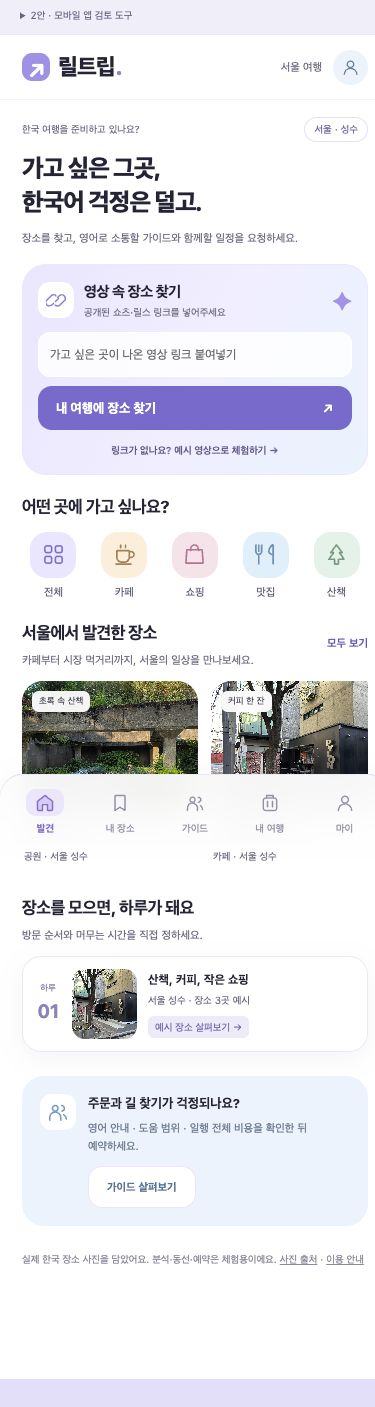 ▶ 2안 · 모바일 앱 검토 도구
릴트립.
서울 여행
한국 여행을 준비하고 있나요?
서울 · 성수
가고 싶은 그곳,
한국어 걱정은 덜고.
장소를 찾고, 영어로 소통할 가이드와 함께할 일정을 요청하세요.
영상 속 장소 찾기
공개된 쇼츠·릴스 링크를 넣어주세요
가고 싶은 곳이 나온 영상 링크 붙여넣기
내 여행에 장소 찾기
링크가 없나요? 예시 영상으로 체험하기 →
어떤 곳에 가고 싶나요?
전체
카페
쇼핑
맛집
산책
서울에서 발견한 장소
모두 보기
카페부터 시장 먹거리까지, 서울의 일상을 만나보세요.
초록 속 산책
커피 한 잔
발견
내 장소
가이드
내 여행
마이
공원 · 서울 성수
카페 · 서울 성수
장소를 모으면, 하루가 돼요
방문 순서와 머무는 시간을 직접 정하세요.
하루
01
산책, 커피, 작은 쇼핑
서울 성수 · 장소 3곳 예시
예시 장소 살펴보기 →
주문과 길 찾기가 걱정되나요?
영어 안내 · 도움 범위 · 일행 전체 비용을 확인한 뒤
예약하세요.
가이드 살펴보기
실제 한국 장소 사진을 담았어요. 분석·동선·예약은 체험용이에요. 사진 출처 · 이용 안내